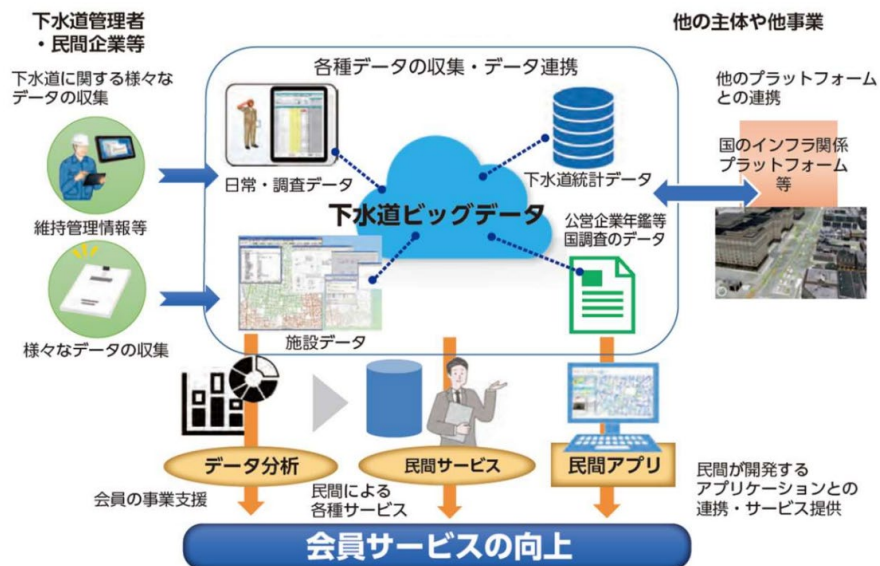 下水道管理者
・民間企業等
他の主体や他事業
下水道に関する様々な
データの収集
各種データの収集・データ連携
他のプラットフォーム
との連携
国のインフラ関係
プラットフォーム
等
日常・調査データ
下水道統計データ
維持管理情報等
下水道ビッグデータ
公営企業年鑑等
国調査のデータ
様々なデータの収集
施設データ
データ分析
民間サービス
民間アプリ
会員の事業支援
民間による
各種サービス
民間が開発する
アプリケーションとの
連携・サービス提供
会員サービスの向上